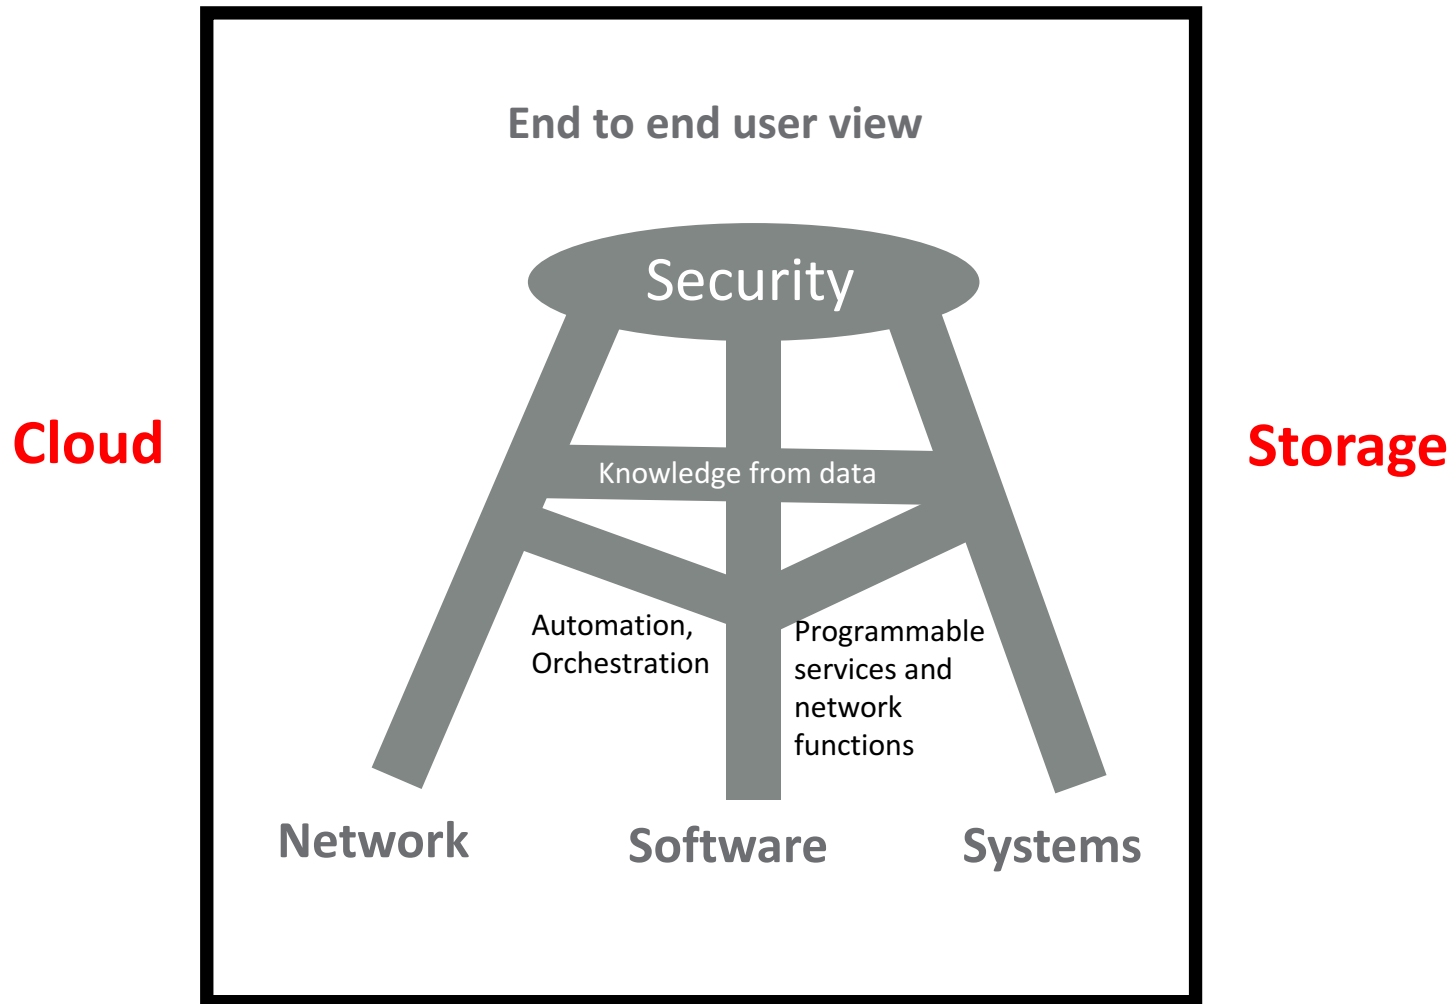 End to end user view
Security
Cloud
Storage
Knowledge from data
Automation,
Orchestration
Programmable
services and
network
functions
Network
Software
Systems